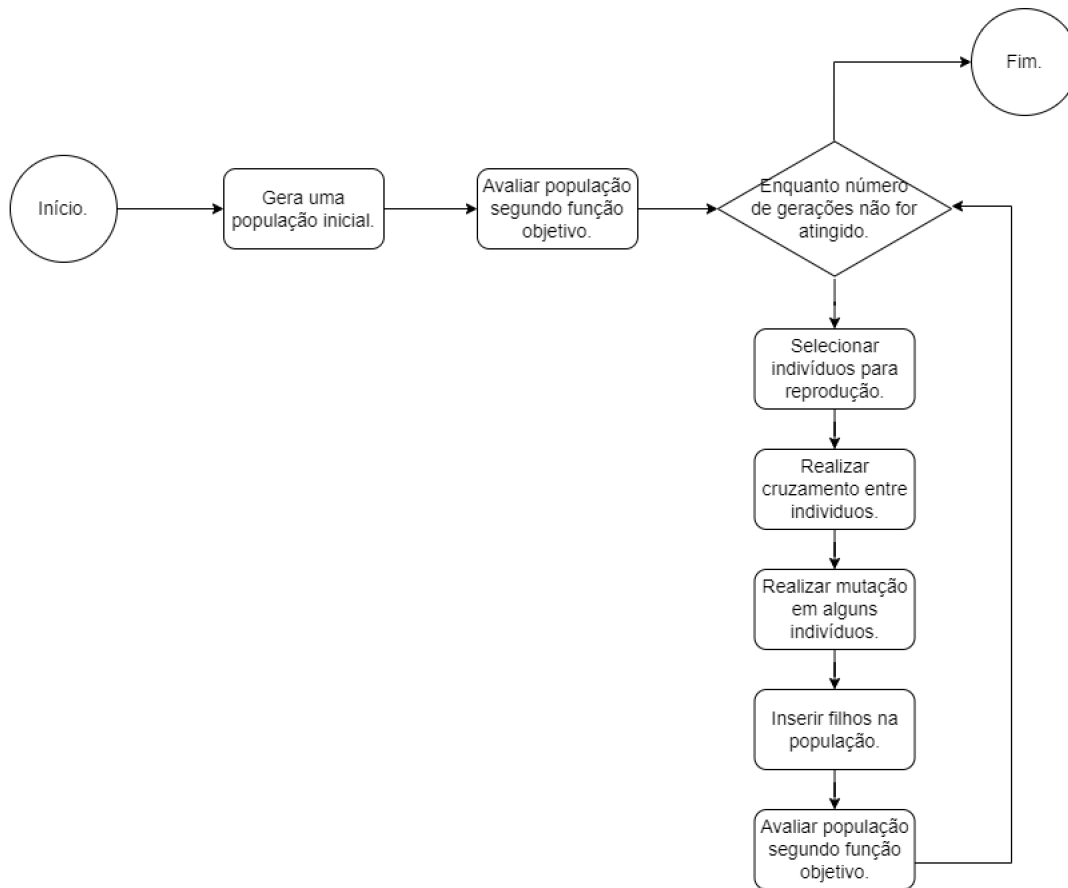 Fim.
Início.
Gera uma
população inicial.
Avaliar população
segundo função
objetivo.
Enquanto número
de gerações não for
atingido.
Selecionar
indivíduos para
reprodução.
Realizar
cruzamento entre
individuos.
Realizar mutação
em alguns
indivíduos.
Inserir filhos na
população.
Avaliar população
segundo função
objetivo.